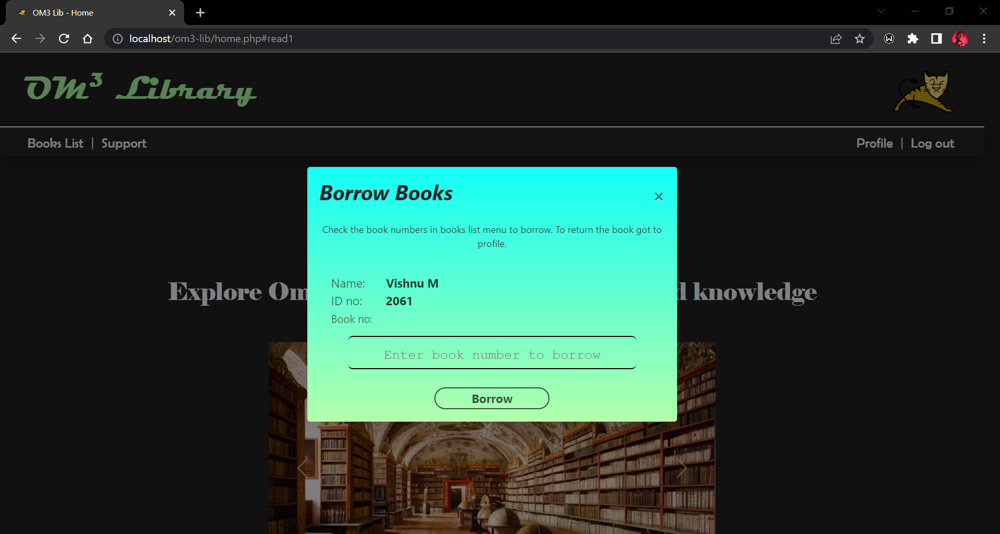 OM3 Lib - Home
localhost/om3-lib/home.php#read1
OM³ Library
Books List | Support
Profile | Log out
Borrow Books
×
Check the book numbers in books list menu to borrow. To return the book got to
profile.
Name: Vishnu M
ID no: 2061
Book no:
Explore Om
d knowledge
Enter book number to borrow
Borrow